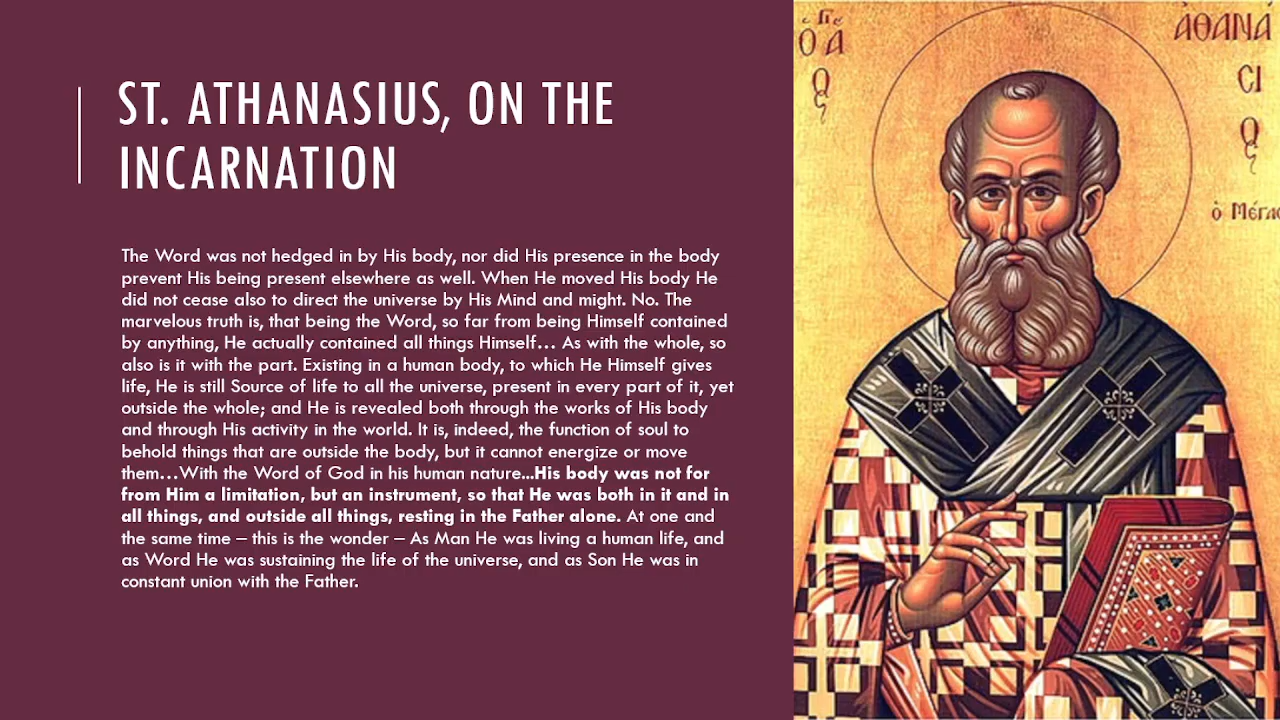 ST. ATHANASIUS, ON THE
INCARNATION
The Word was not hedged in by His body, nor did His presence in the body
prevent His being present elsewhere as well. When He moved His body He
did not cease also to direct the universe by His Mind and might. No. The
marvelous truth is, that being the Word, so far from being Himself contained
by anything, He actually contained all things Himself… As with the whole, so
also is it with the part. Existing in a human body, to which He Himself gives
life, He is still Source of life to all the universe, present in every part of it, yet
outside the whole; and He is revealed both through the works of His body
and through His activity in the world. It is, indeed, the function of soul to
behold things that are outside the body, but it cannot energize or move
them…With the Word of God in his human nature...His body was not for
from Him a limitation, but an instrument, so that He was both in it and in
all things, and outside all things, resting in the Father alone. At one and
the same time – this is the wonder – As Man He was living a human life, and
as Word He was sustaining the life of the universe, and as Son He was in
constant union with the Father.
ἈΘΑΝΆ
CΙ
Ο
ς
ὁ Μέγας